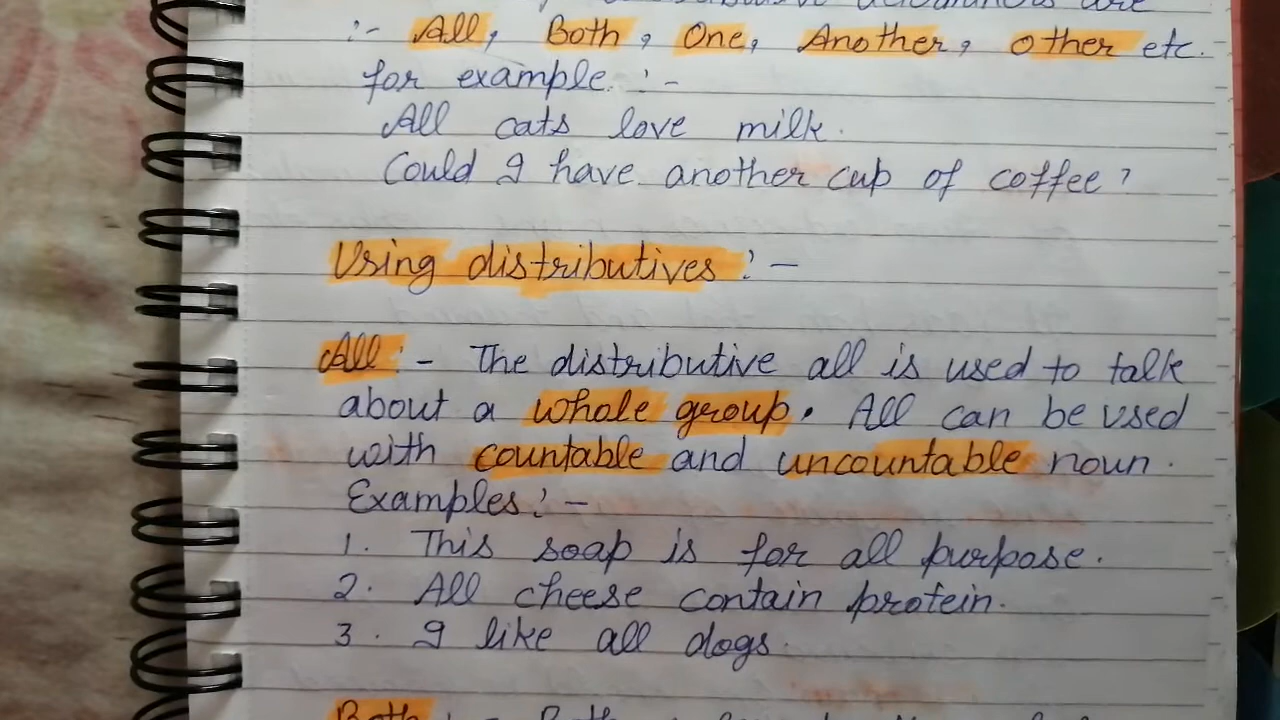 :- All, Both, One, Another, other etc.
for example :-
All cats love milk.
Could I have another cup of coffee?
Using distributives :-
All :- The distributive all is used to talk
about a whole group. All can be used
with countable and uncountable noun.
Examples :-
1. This soap is for all purpose.
2. All cheese contain protein.
3. I like all dogs.
Both :- Both